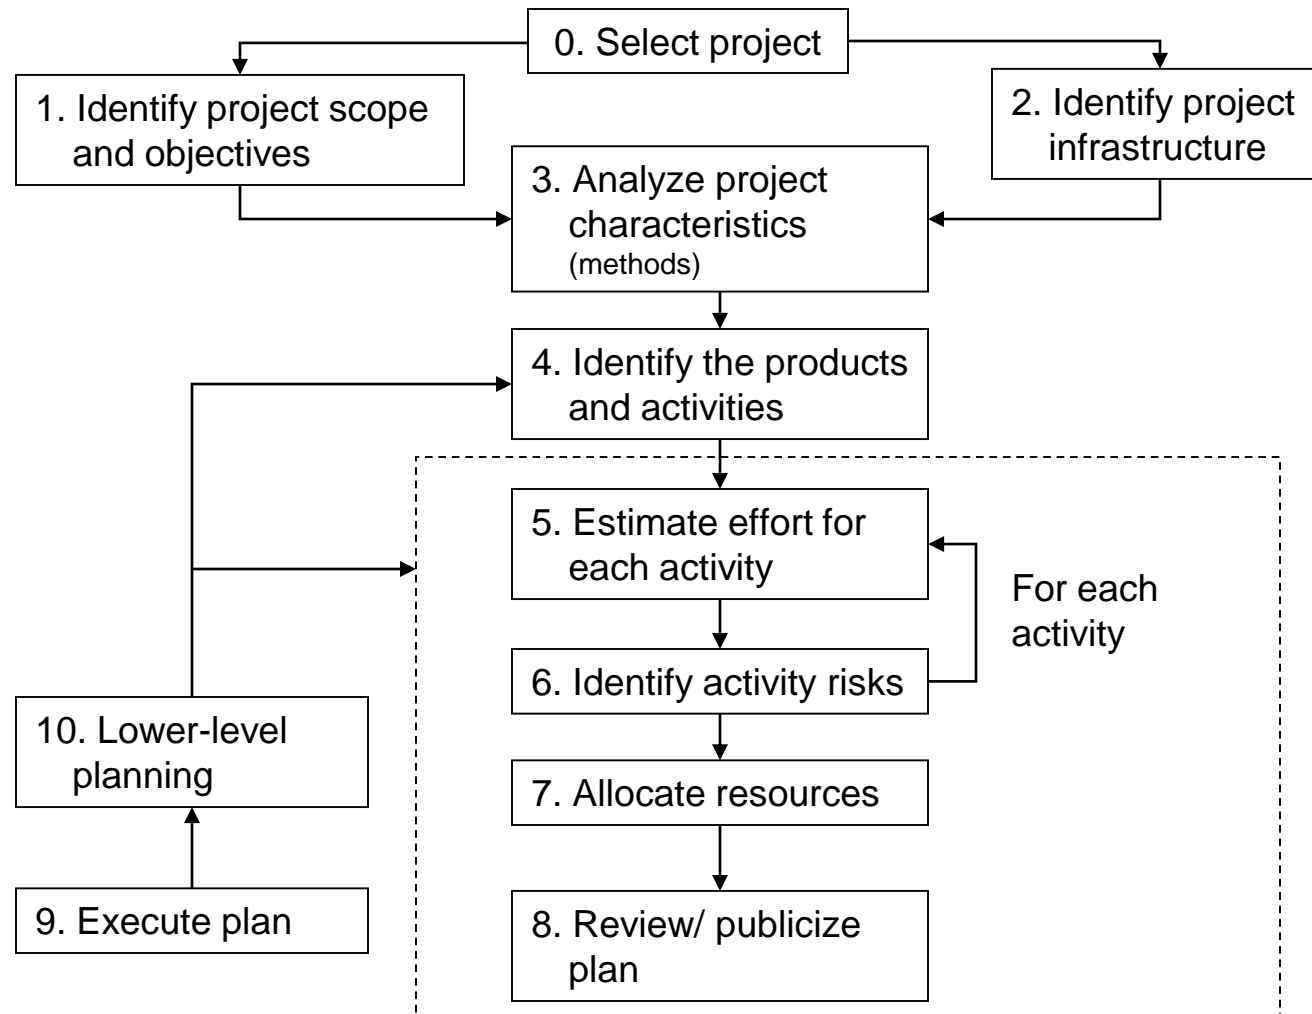 0. Select project
1. Identify project scope
and objectives
2. Identify project
infrastructure
3. Analyze project
characteristics
(methods)
4. Identify the products
and activities
5. Estimate effort for
each activity
For each
activity
6. Identify activity risks
10. Lower-level
planning
7. Allocate resources
9. Execute plan
8. Review/ publicize
plan